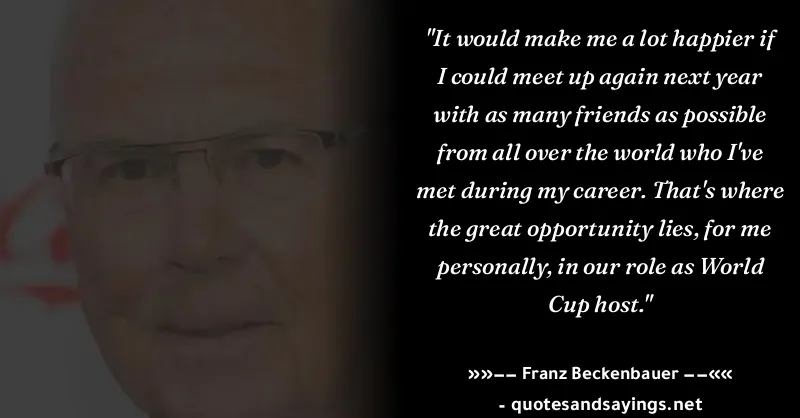 "It would make me a lot happier if
I could meet up again next year
with as many friends as possible
from all over the world who I've
met during my career. That's where
the great opportunity lies, for me
personally, in our role as World
Cup host."
»»−− Franz Beckenbauer −−««
- quotesandsayings.net